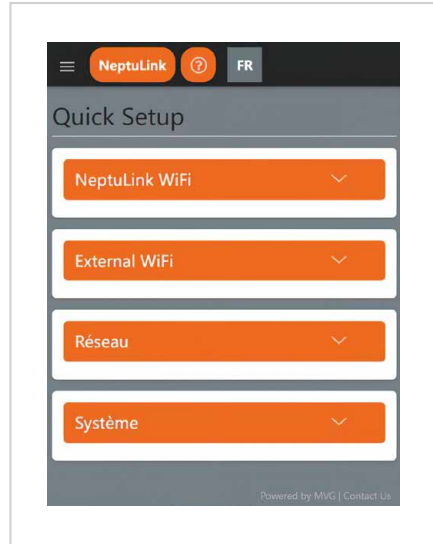 NeptuLink ? FR
Quick Setup
NeptuLink WiFi
External WiFi
Réseau
Système
Powered by MVG | Contact Us